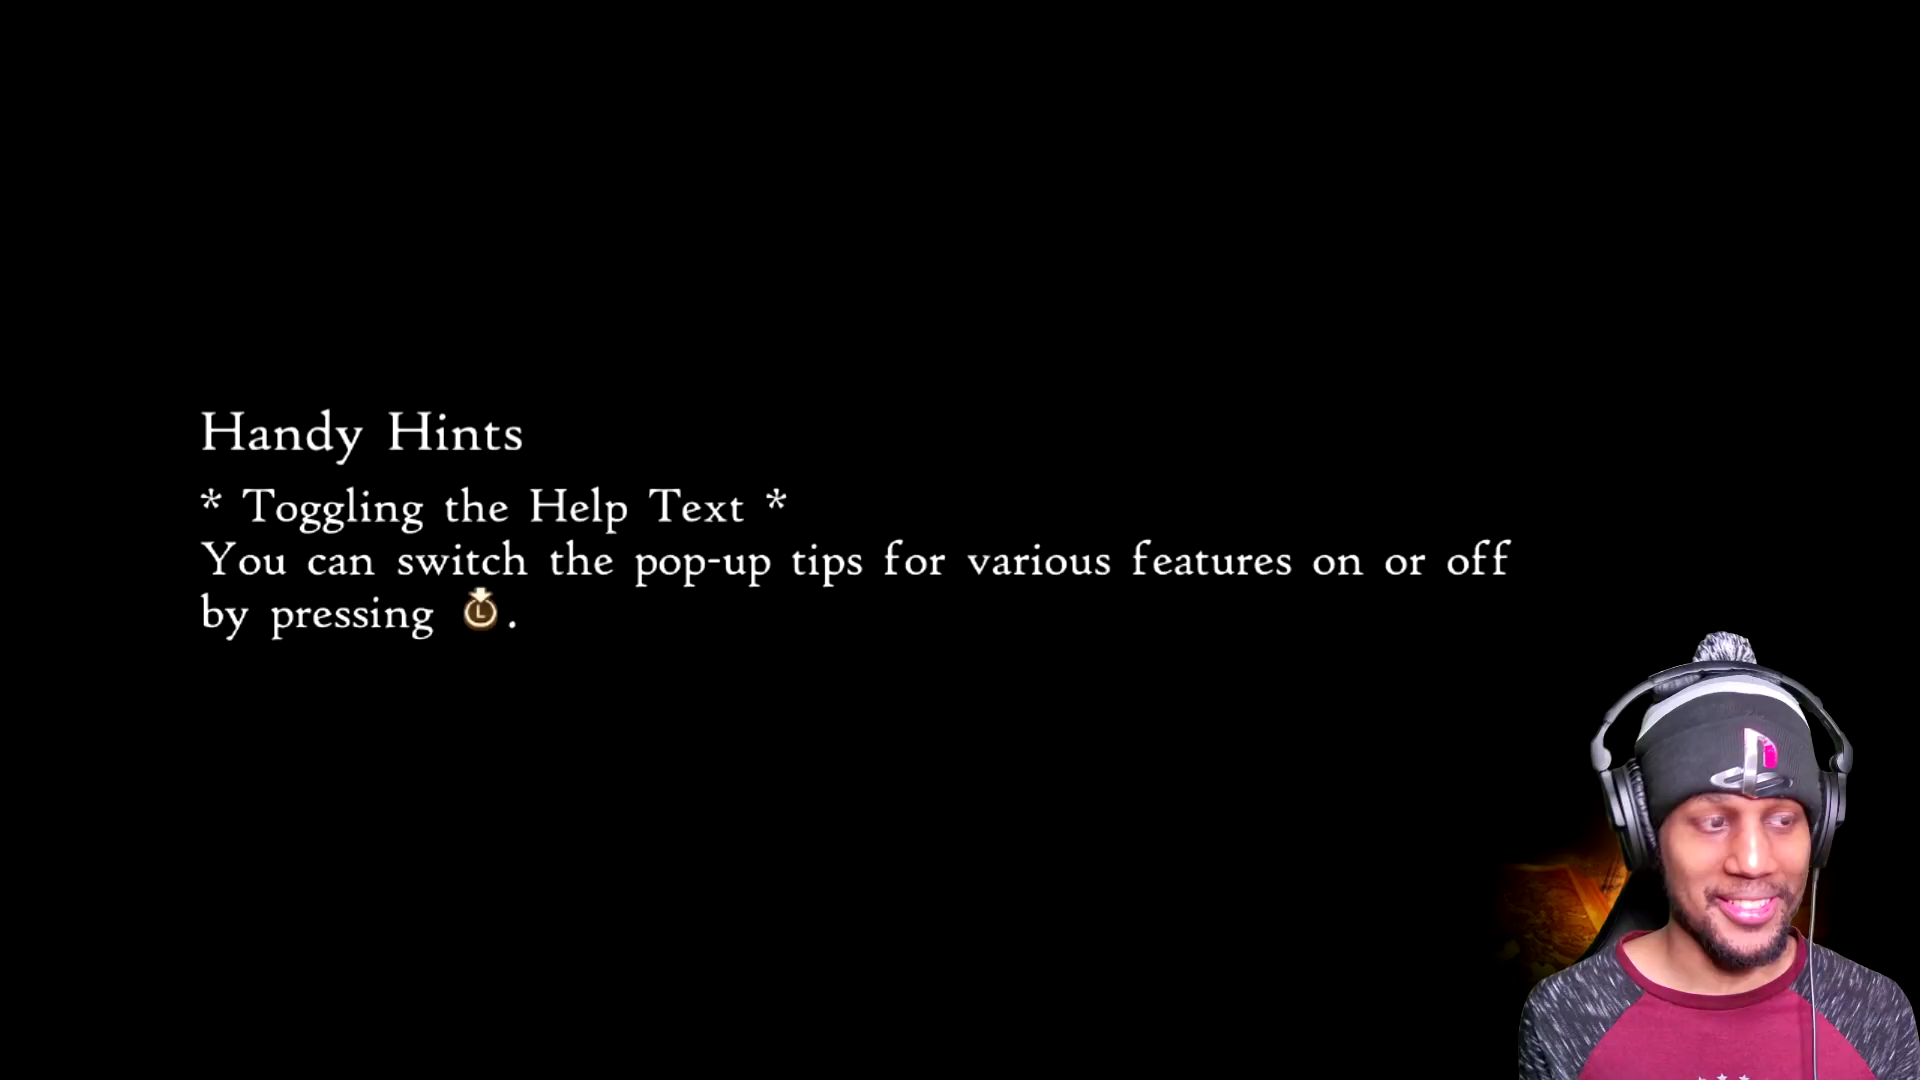 Handy Hints
* Toggling the Help Text *
You can switch the pop-up tips for various features on or off
by pressing L.